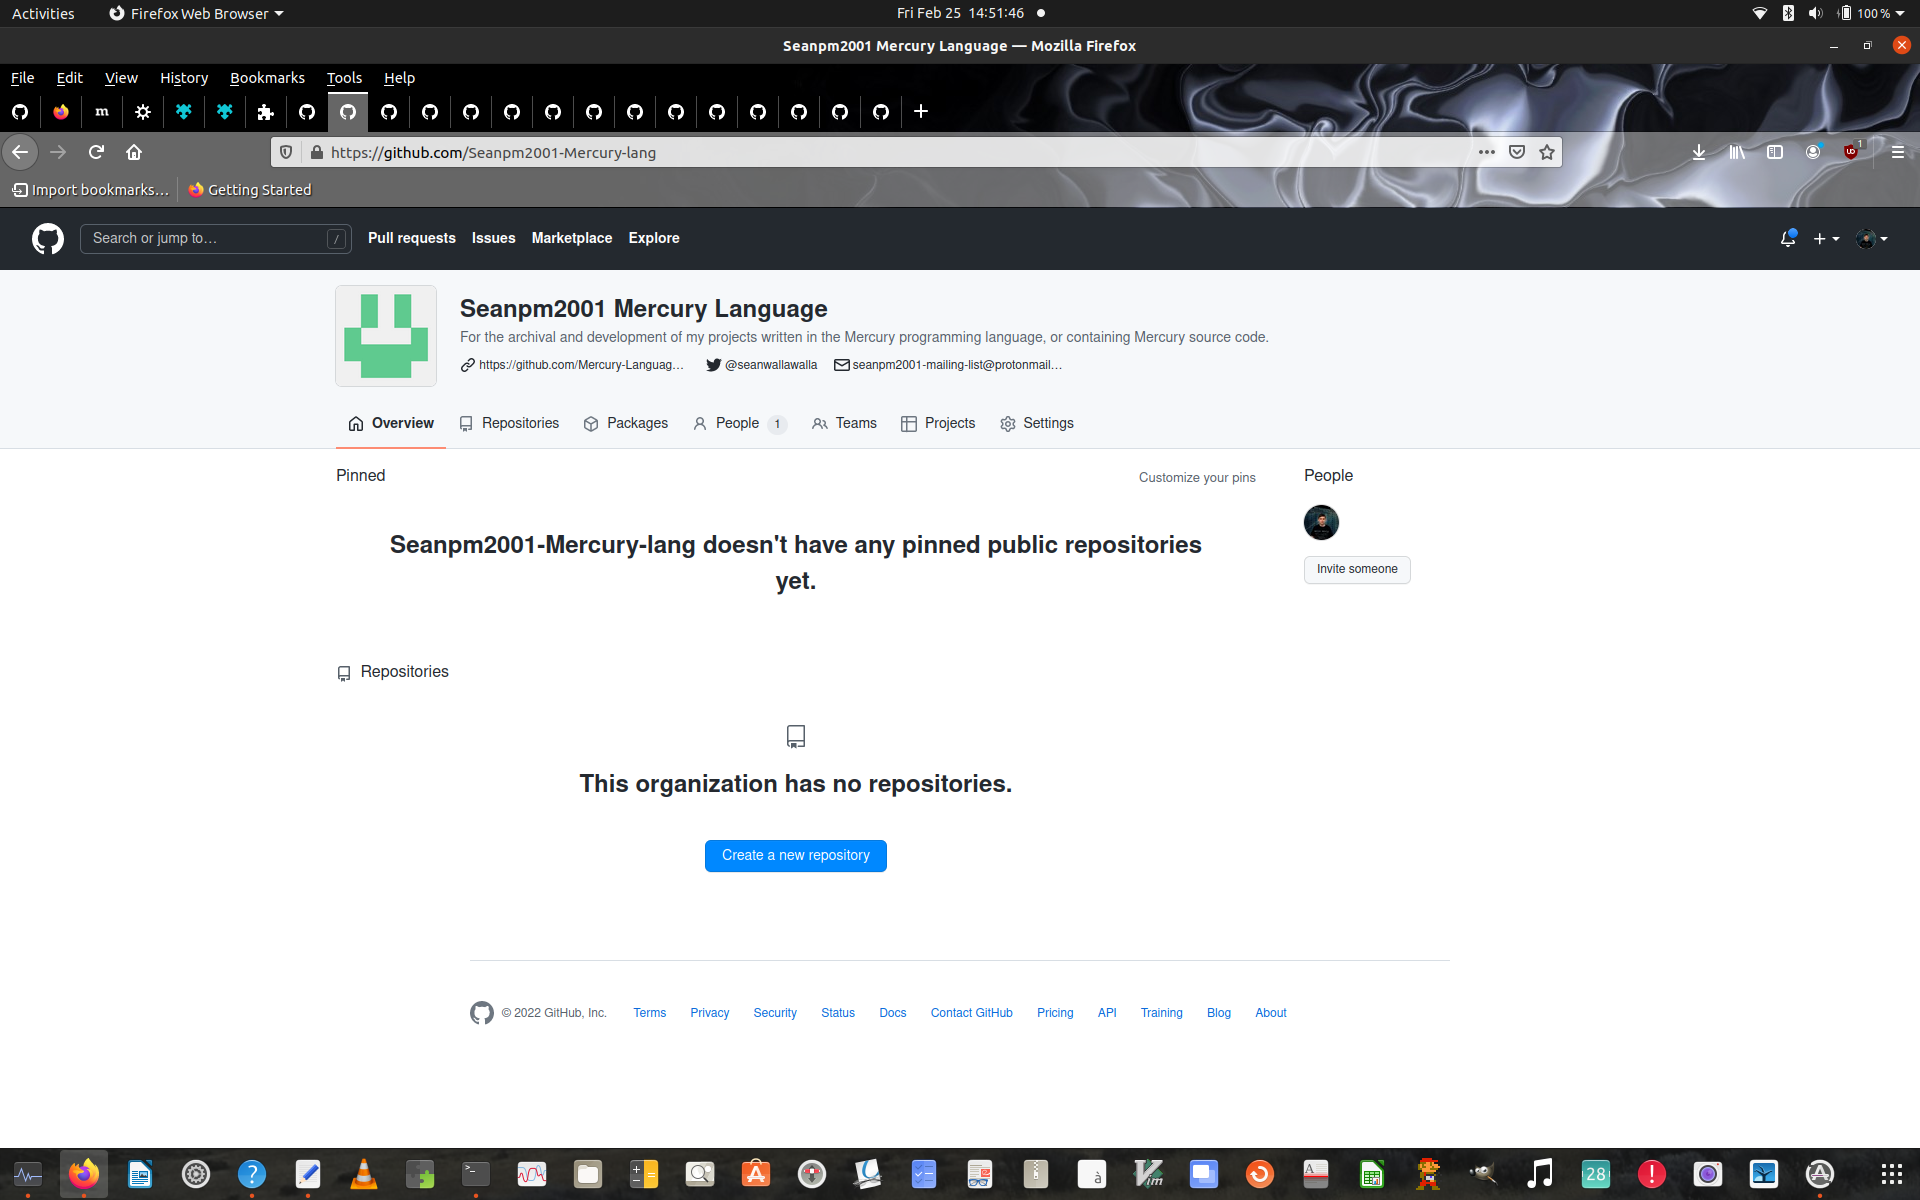 Activities
Firefox Web Browser
Fri Feb 25 14:51:46
100 %
Seanpm2001 Mercury Language — Mozilla Firefox
File Edit View History Bookmarks Tools Help
m
https://github.com/Seanpm2001-Mercury-lang
1
Import bookmarks…
Getting Started
Search or jump to…
/
Pull requests Issues Marketplace Explore
Seanpm2001 Mercury Language
For the archival and development of my projects written in the Mercury programming language, or containing Mercury source code.
https://github.com/Mercury-Languag…
@seanwallawalla
seanpm2001-mailing-list@protonmail…
Overview Repositories Packages People 1 Teams Projects Settings
Pinned
Customize your pins
People
Seanpm2001-Mercury-lang doesn't have any pinned public repositories
yet.
Invite someone
Repositories
This organization has no repositories.
Create a new repository
© 2022 GitHub, Inc. Terms Privacy Security Status Docs Contact GitHub Pricing API Training Blog About
28